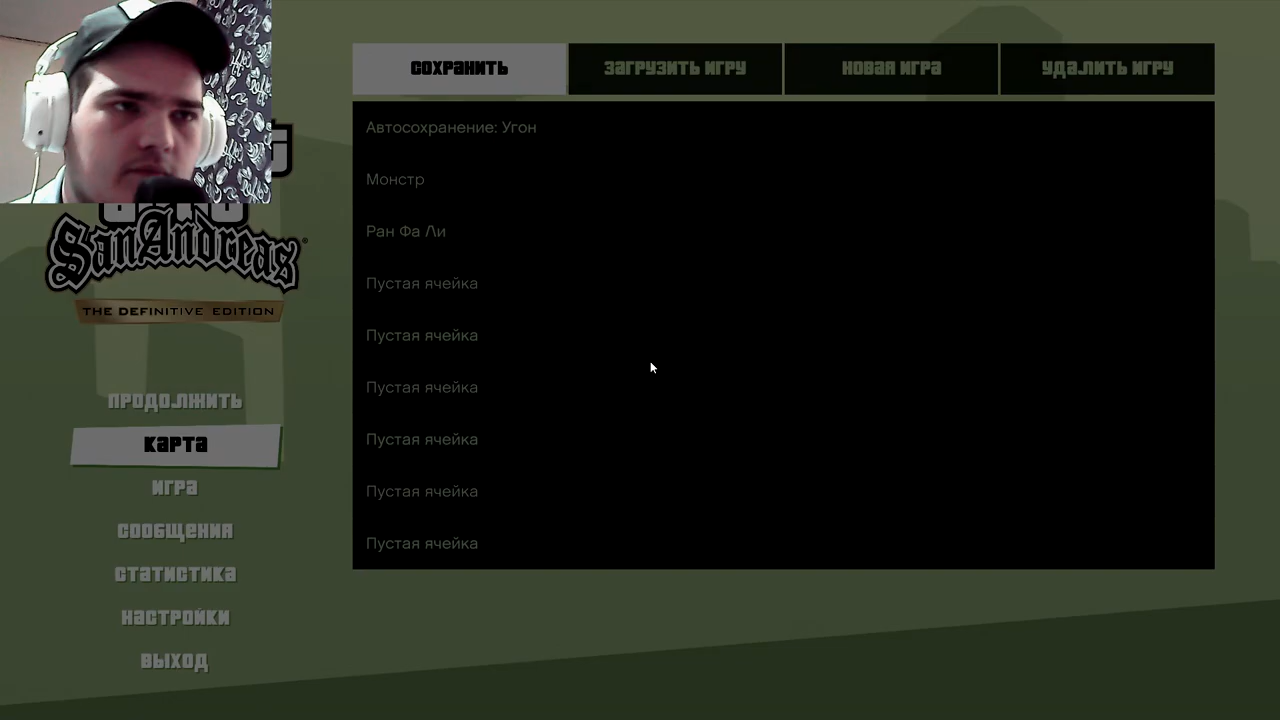 СОХРАНИТЬ
ЗАГРУЗИТЬ ИГРУ
НОВАЯ ИГРА
УДАЛИТЬ ИГРУ
Автосохранение: Угон
Монстр
Ран Фа Ли
Пустая ячейка
Пустая ячейка
Пустая ячейка
Пустая ячейка
Пустая ячейка
Пустая ячейка
San Andreas
THE DEFINITIVE EDITION
ПРОДОЛЖИТЬ
КАРТА
ИГРА
СООБЩЕНИЯ
СТАТИСТИКА
НАСТРОЙКИ
ВЫХОД